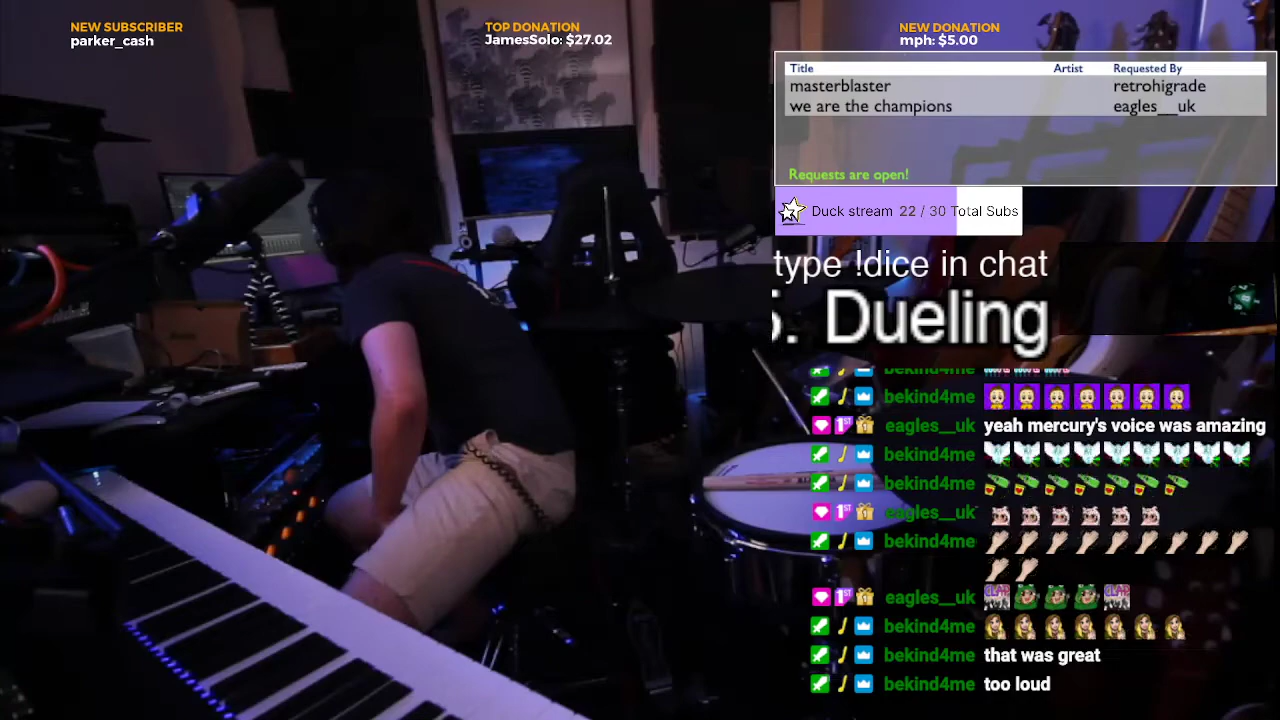 NEW SUBSCRIBER
parker_cash
TOP DONATION
JamesSolo: $27.02
NEW DONATION
mph: $5.00
Title Artist Requested By
masterblaster retrohigrade
we are the champions eagles__uk
Requests are open!
Duck stream 22 / 30 Total Subs
type !dice in chat
5. Dueling
bekind4me
bekind4me
eagles__uk yeah mercury's voice was amazing
bekind4me
bekind4me
eagles__uk
bekind4me
eagles__uk
bekind4me
bekind4me that was great
bekind4me too loud